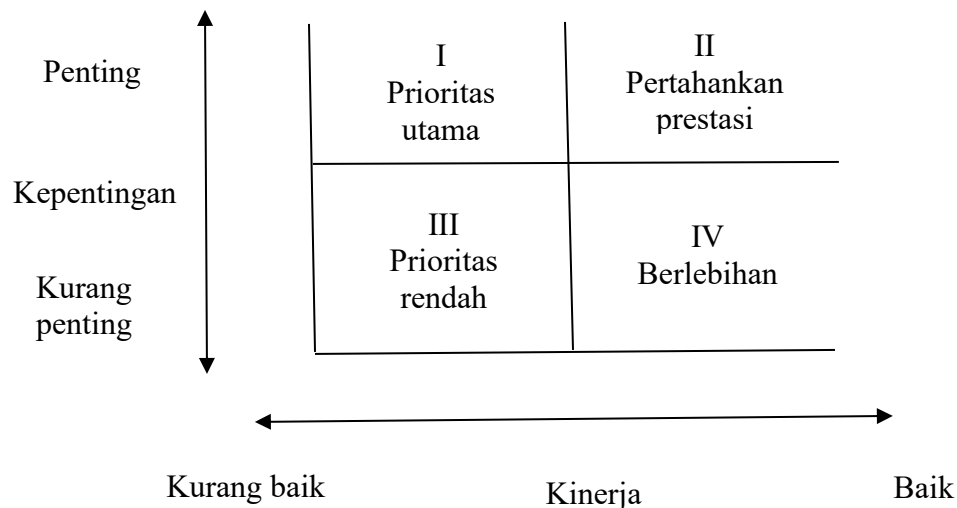 Penting
I
Prioritas
utama
II
Pertahankan
prestasi
Kepentingan
Kurang
penting
III
Prioritas
rendah
IV
Berlebihan
Kurang baik
Kinerja
Baik